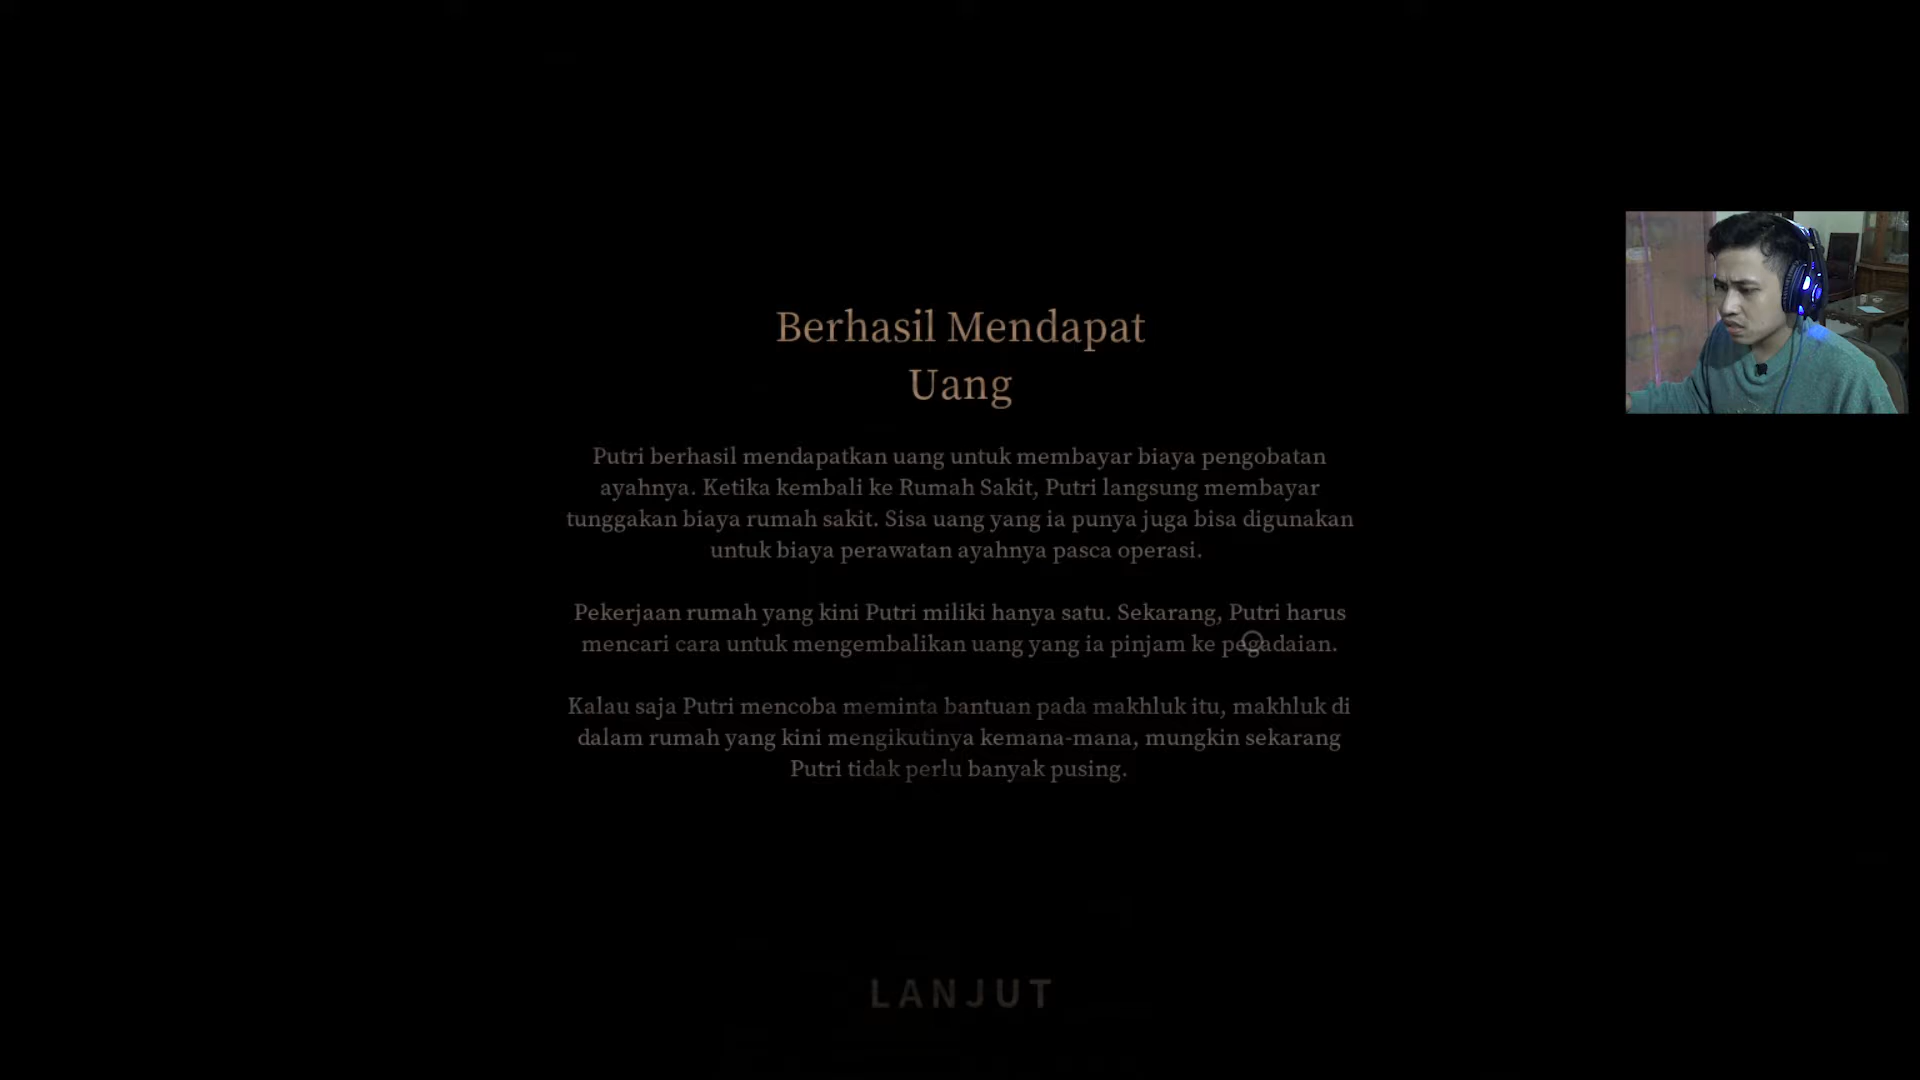 Berhasil Mendapat
Uang
Putri berhasil mendapatkan uang untuk membayar biaya pengobatan
ayahnya. Ketika kembali ke Rumah Sakit, Putri langsung membayar
tunggakan biaya rumah sakit. Sisa uang yang ia punya juga bisa digunakan
untuk biaya perawatan ayahnya pasca operasi.
Pekerjaan rumah yang kini Putri miliki hanya satu. Sekarang, Putri harus
mencari cara untuk mengembalikan uang yang ia pinjam ke pegadaian.
Kalau saja Putri mencoba meminta bantuan pada makhluk itu, makhluk di
dalam rumah yang kini mengikutinya kemana-mana, mungkin sekarang
Putri tidak perlu banyak pusing.
LANJUT